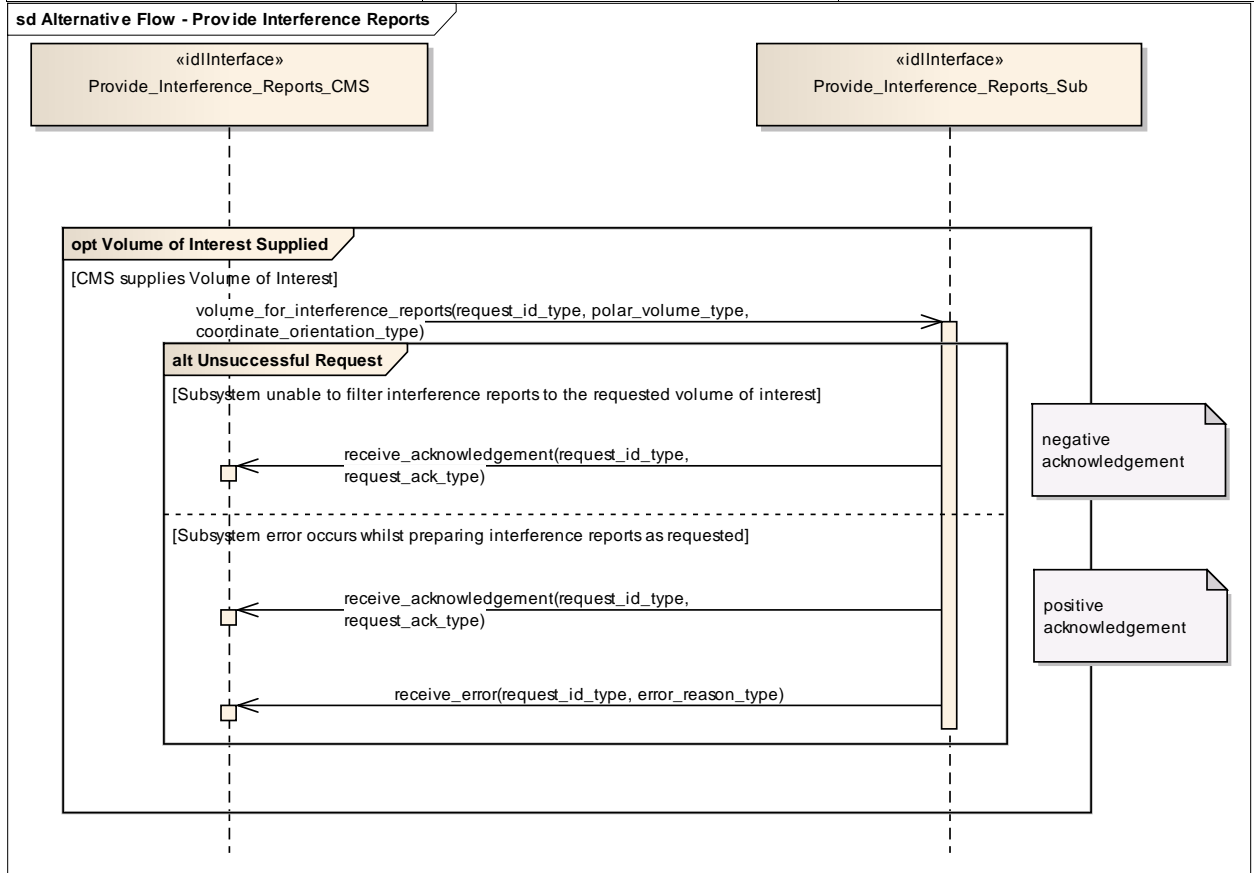 sd Alternative Flow - Provide Interference Reports
«idlInterface»
Provide_Interference_Reports_CMS
«idlInterface»
Provide_Interference_Reports_Sub
opt Volume of Interest Supplied
[CMS supplies Volume of Interest]
volume_for_interference_reports(request_id_type, polar_volume_type,
coordinate_orientation_type)
alt Unsuccessful Request
[Subsystem unable to filter interference reports to the requested volume of interest]
receive_acknowledgement(request_id_type,
request_ack_type)
negative
acknowledgement
[Subsystem error occurs whilst preparing interference reports as requested]
receive_acknowledgement(request_id_type,
request_ack_type)
positive
acknowledgement
receive_error(request_id_type, error_reason_type)